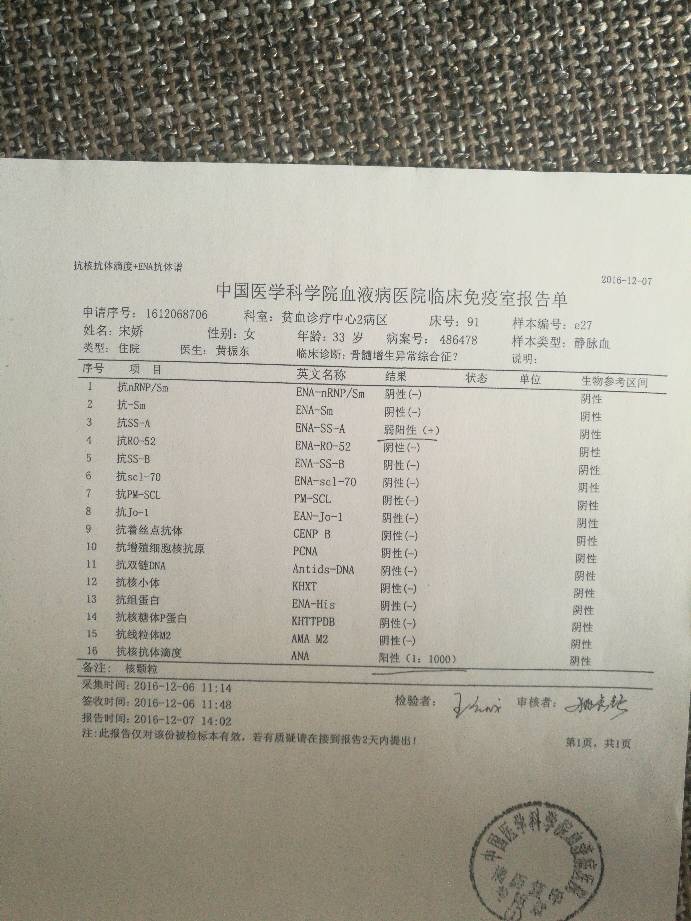 抗核抗体滴度+ENA抗体谱
2016-12-07
中国医学科学院血液病医院临床免疫室报告单
申请序号: 1612068706 科室: 贫血诊疗中心2病区 床号: 91 样本编号: e27
姓名: 宋娇 性别: 女 年龄: 33 岁 病案号: 486478 样本类型: 静脉血
类型: 住院 医生: 黄振东 临床诊断: 骨髓增生异常综合征? 说明:
序号 项 目 英文名称 结果 状态 单位 生物参考区间
1 抗nRNP/Sm ENA-nRNP/Sm 阴性(-) 阴性
2 抗-Sm ENA-Sm 阴性(-) 阴性
3 抗SS-A ENA-SS-A 弱阳性 (+) 阴性
4 抗RO-52 ENA-RO-52 阴性(-) 阴性
5 抗SS-B ENA-SS-B 阴性(-) 阴性
6 抗scl-70 ENA-scl-70 阴性(-) 阴性
7 抗PM-SCL PM-SCL 阴性(-) 阴性
8 抗Jo-1 EAN-Jo-1 阴性(-) 阴性
9 抗着丝点抗体 CENP B 阴性(-) 阴性
10 抗增殖细胞核抗原 PCNA 阴性(-) 阴性
11 抗双链DNA Antids-DNA 阴性(-) 阴性
12 抗核小体 KHXT 阴性(-) 阴性
13 抗组蛋白 ENA-His 阴性(-) 阴性
14 抗核糖体P蛋白 KHTTPDB 阴性(-) 阴性
15 抗线粒体M2 AMA M2 阴性(-) 阴性
16 抗核抗体滴度 ANA 阳性 (1: 1000) 阴性
备注: 核颗粒
采集时间: 2016-12-06 11:14
签收时间: 2016-12-06 11:48 检验者: 审核者:
报告时间: 2016-12-07 14:02
注:此报告仅对该份被检标本有效, 若有质疑请在接到报告2天内提出! 第1页, 共1页
中国医学科学院血液病医院